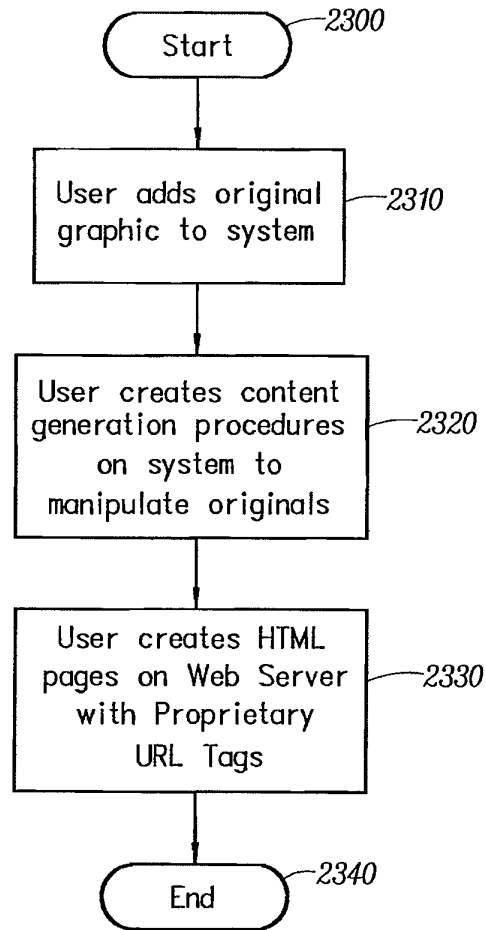 Start
2300
User adds original
graphic to system
2310
User creates content
generation procedures
on system to
manipulate originals
2320
User creates HTML
pages on Web Server
with Proprietary
URL Tags
2330
End
2340